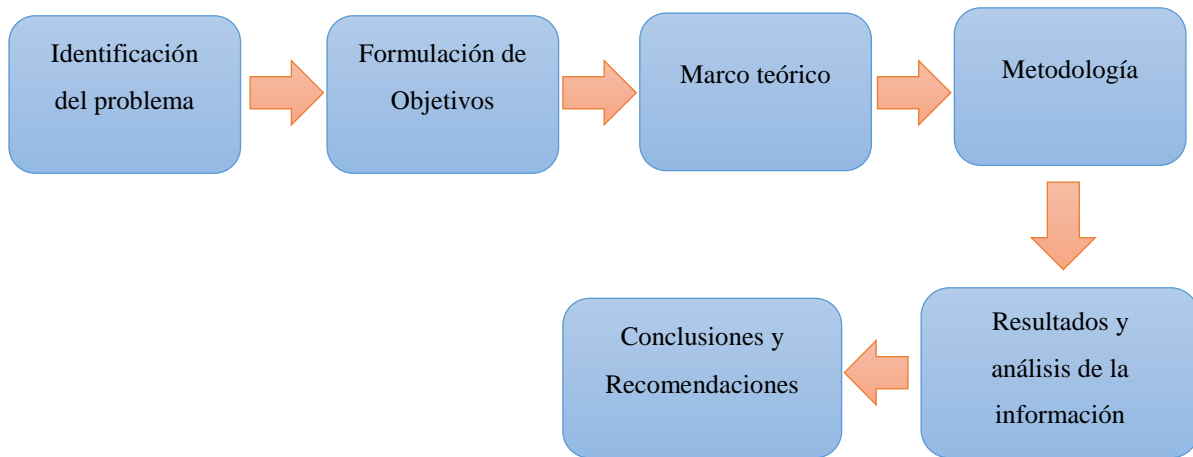 Identificación
del problema
Formulación de
Objetivos
Marco teórico
Metodología
Resultados y
análisis de la
información
Conclusiones y
Recomendaciones